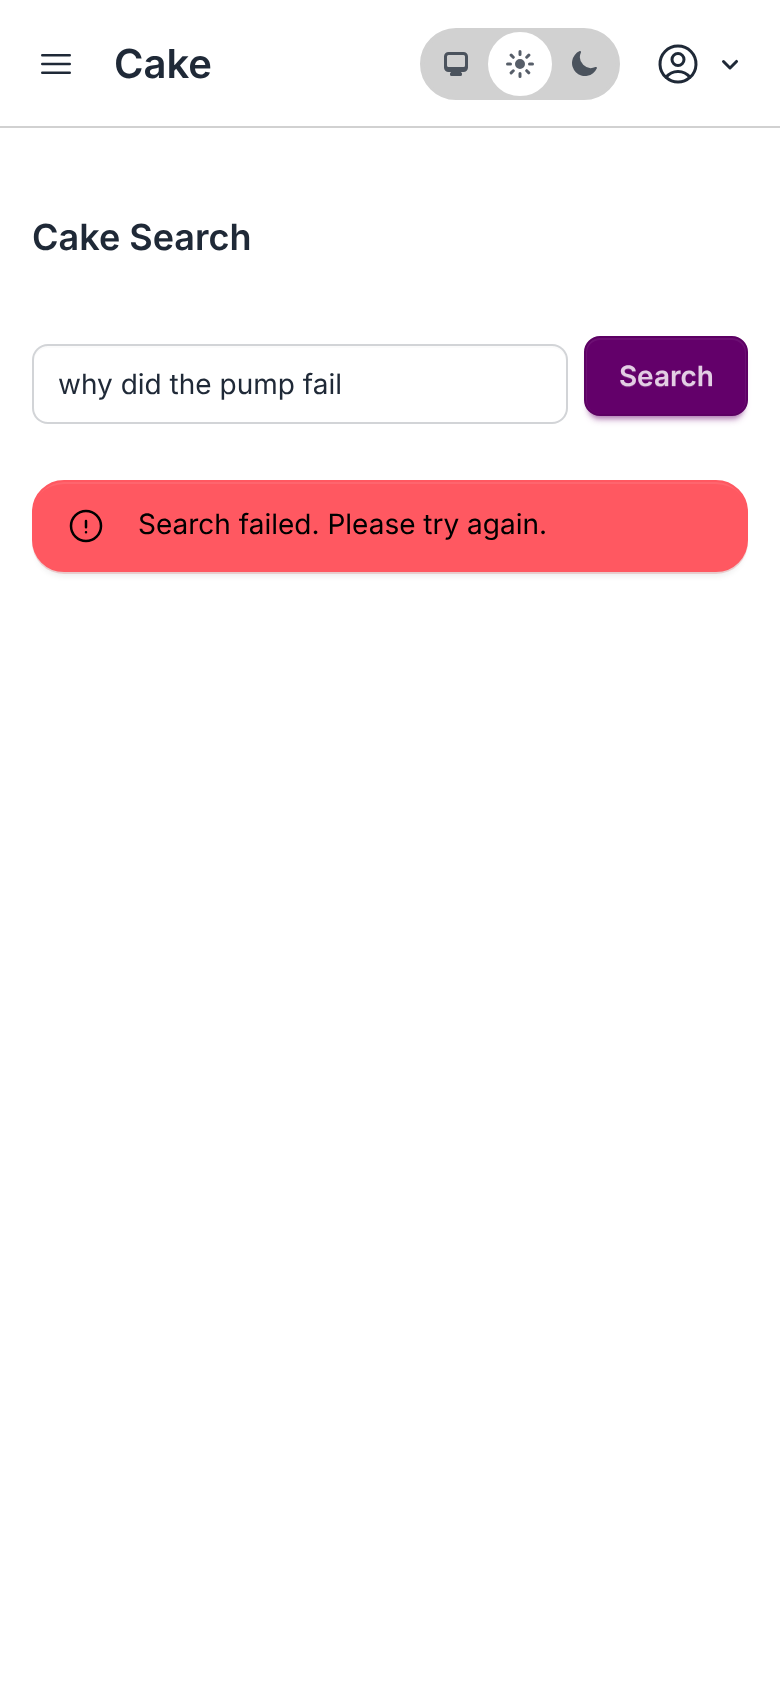 Cake
Cake Search
why did the pump fail
Search
Search failed. Please try again.